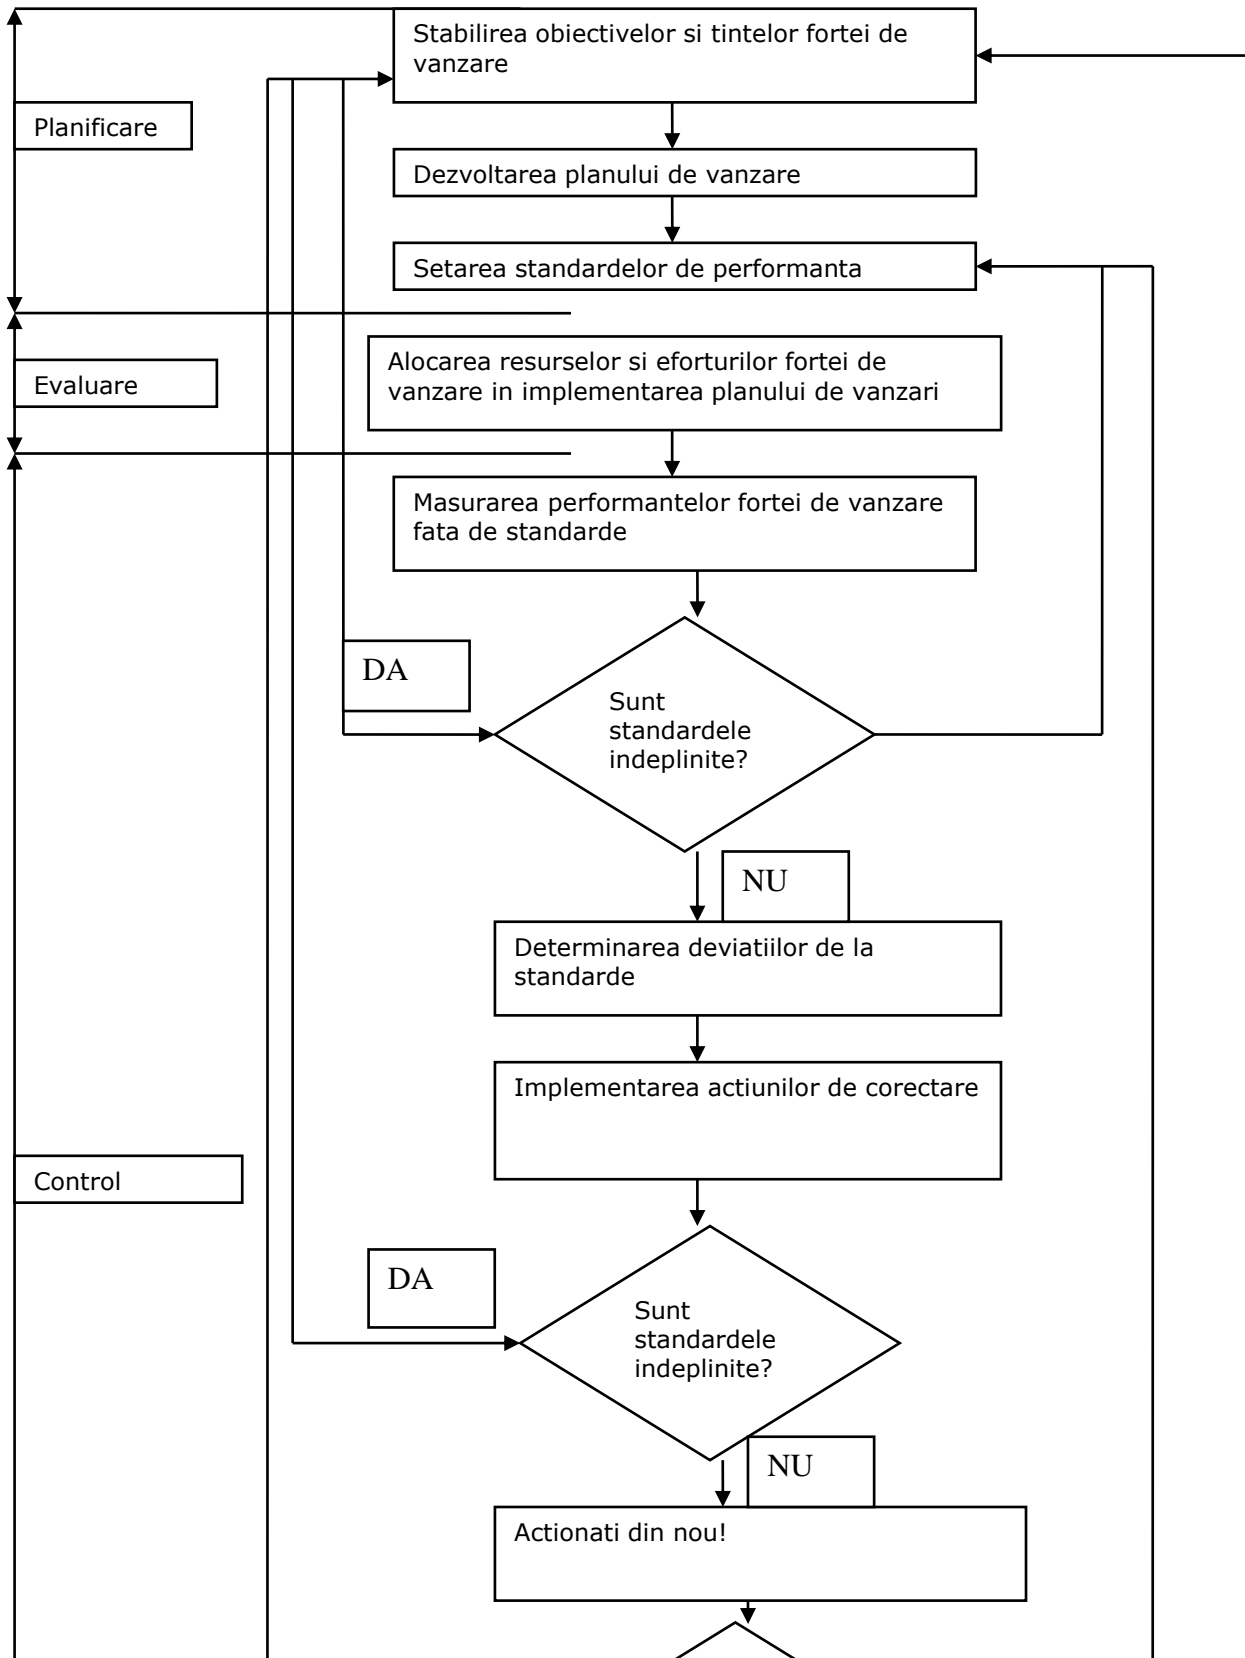 Stabilirea obiectivelor si tintelor fortei de
vanzare
Planificare
Dezvoltarea planului de vanzare
Setarea standardelor de performanta
Evaluare
Alocarea resurselor si eforturilor fortei de
vanzare in implementarea planului de vanzari
Masurarea performantelor fortei de vanzare
fata de standarde
DA
Sunt
standardele
indeplinite?
NU
Determinarea deviatiilor de la
standarde
Implementarea actiunilor de corectare
Control
DA
Sunt
standardele
indeplinite?
NU
Actionati din nou!